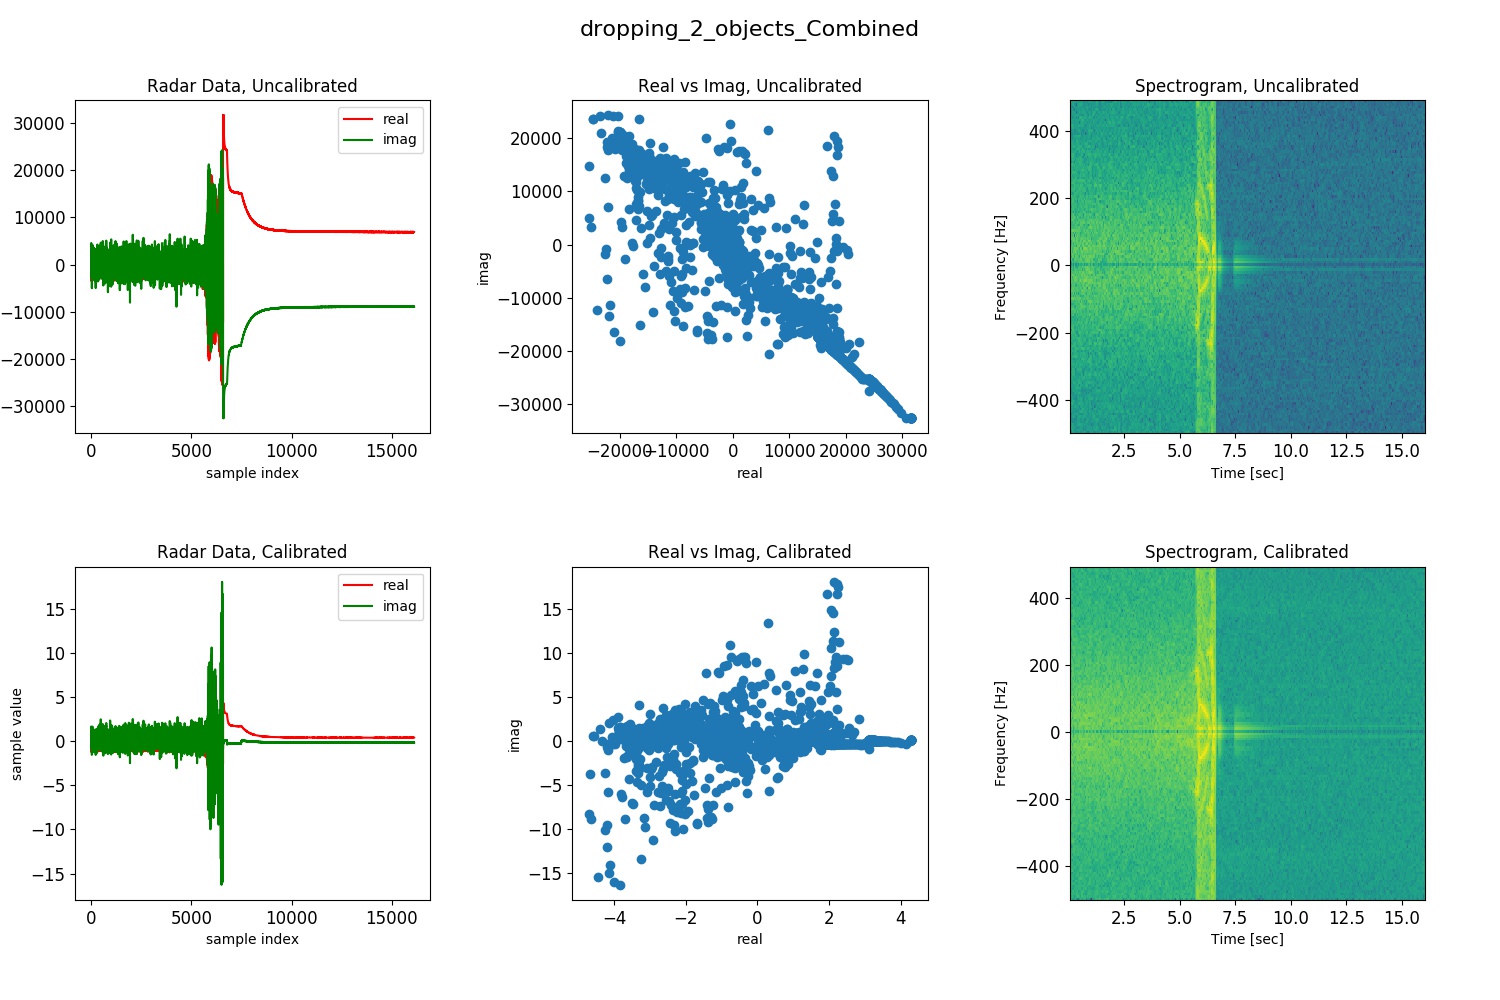 dropping_2_objects_Combined
Radar Data, Uncalibrated
30000
20000
10000
0
−10000
−20000
−30000
real
imag
0 5000 10000 15000
sample index
Real vs Imag, Uncalibrated
imag
20000
10000
0
−10000
−20000
−30000
−20000 −10000 0 10000 20000 30000
real
Spectrogram, Uncalibrated
Frequency [Hz]
400
200
0
−200
−400
2.5 5.0 7.5 10.0 12.5 15.0
Time [sec]
Radar Data, Calibrated
sample value
15
10
5
0
−5
−10
−15
real
imag
0 5000 10000 15000
sample index
Real vs Imag, Calibrated
imag
15
10
5
0
−5
−10
−15
−4 −2 0 2 4
real
Spectrogram, Calibrated
Frequency [Hz]
400
200
0
−200
−400
2.5 5.0 7.5 10.0 12.5 15.0
Time [sec]